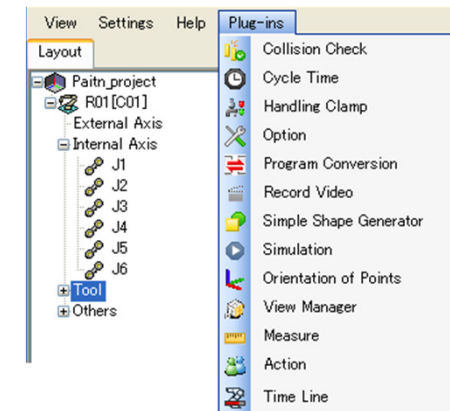 View Settings Help Plug-ins
Layout
Paitn_project
R01[C01]
External Axis
Internal Axis
J1
J2
J3
J4
J5
J6
Tool
Others
Collision Check
Cycle Time
Handling Clamp
Option
Program Conversion
Record Video
Simple Shape Generator
Simulation
Orientation of Points
View Manager
Measure
Action
Time Line